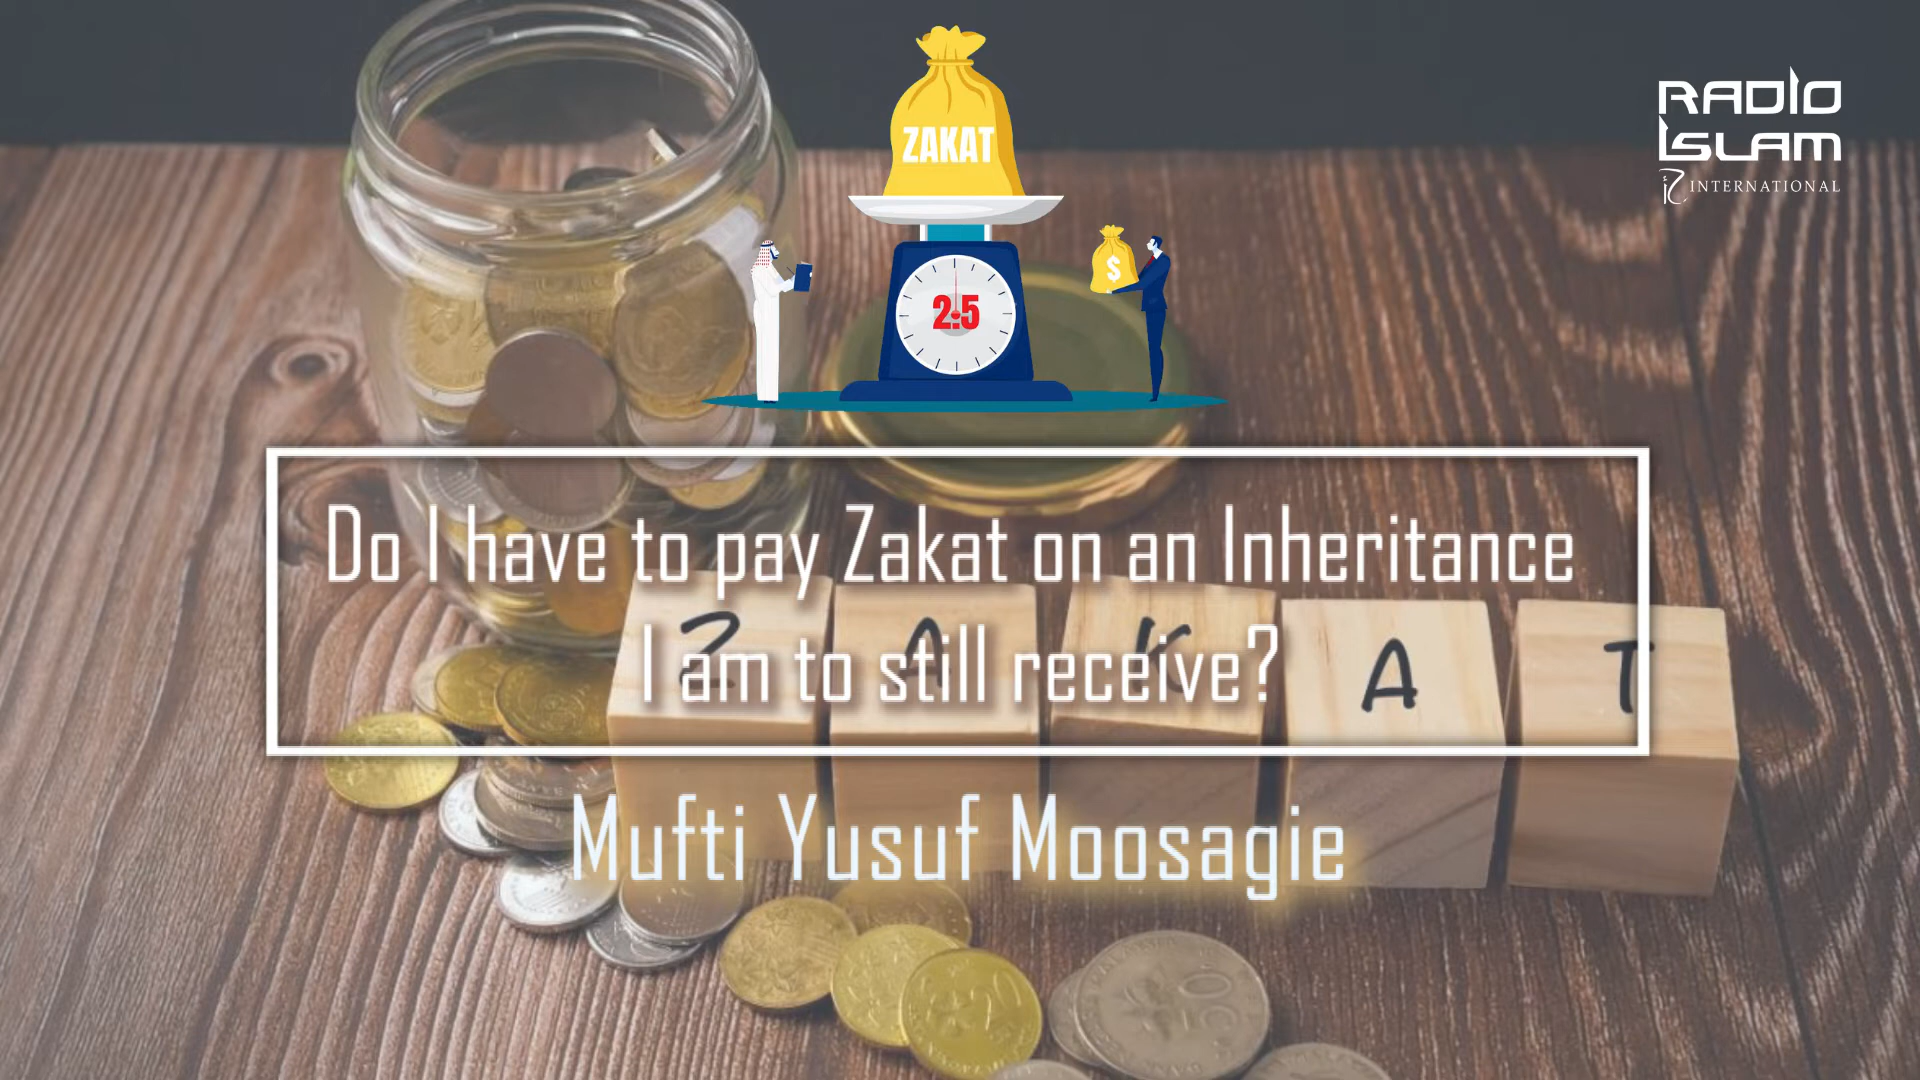 ZAKAT
RADIO
ISLAM
INTERNATIONAL
$
2.5
Do I have to pay Zakat on an Inheritance
I am to still receive?
Z A K A T
Mufti Yusuf Moosagie
50